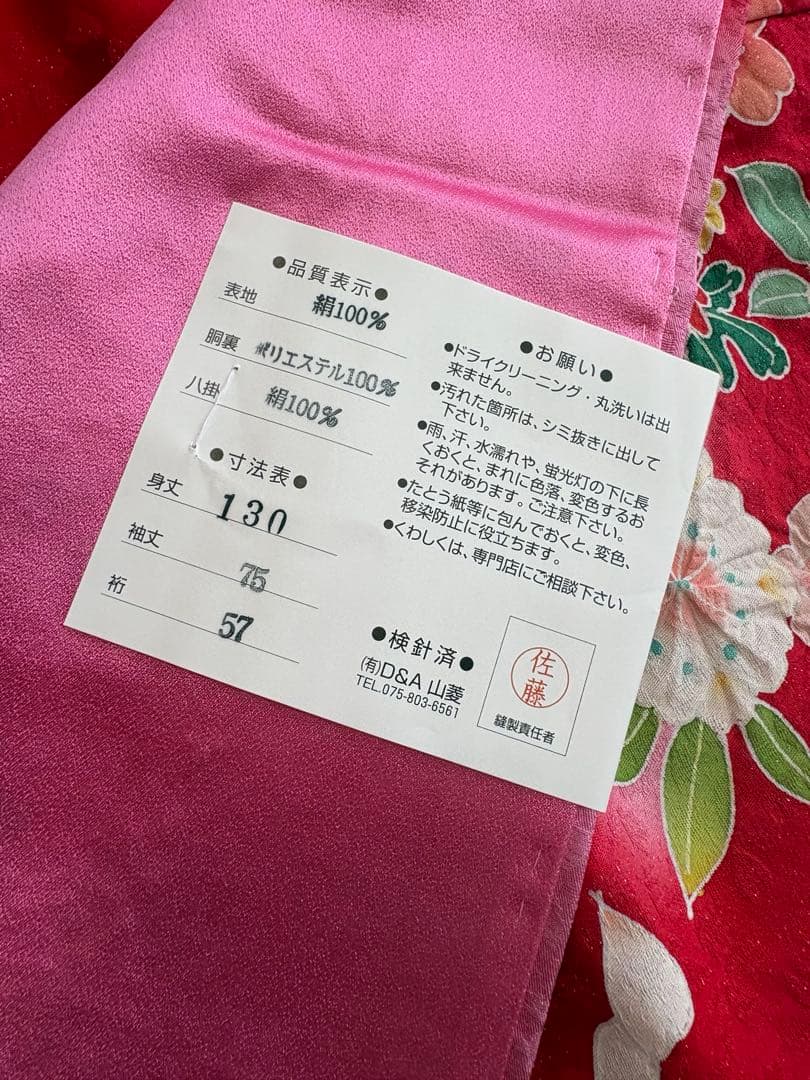 ●品質表示●
表地 絹100%
胴裏 ポリエステル100%
八掛 絹100%
●寸法表●
身丈 130
袖丈 75
裄 57
●お願い●
●ドライクリーニング・丸洗いは出
来ません。
●汚れた箇所は、シミ抜きに出して
下さい。
●雨、汗、水濡れや、蛍光灯の下に長
くおくと、まれに色落、変色するお
それがあります。ご注意下さい。
●たとう紙等に包んでおくと、変色、
移染防止に役立ちます。
●くわしくは、専門店にご相談下さい。
●検針済●
(有)D&A 山菱
TEL.075-803-6561
佐藤
縫製責任者